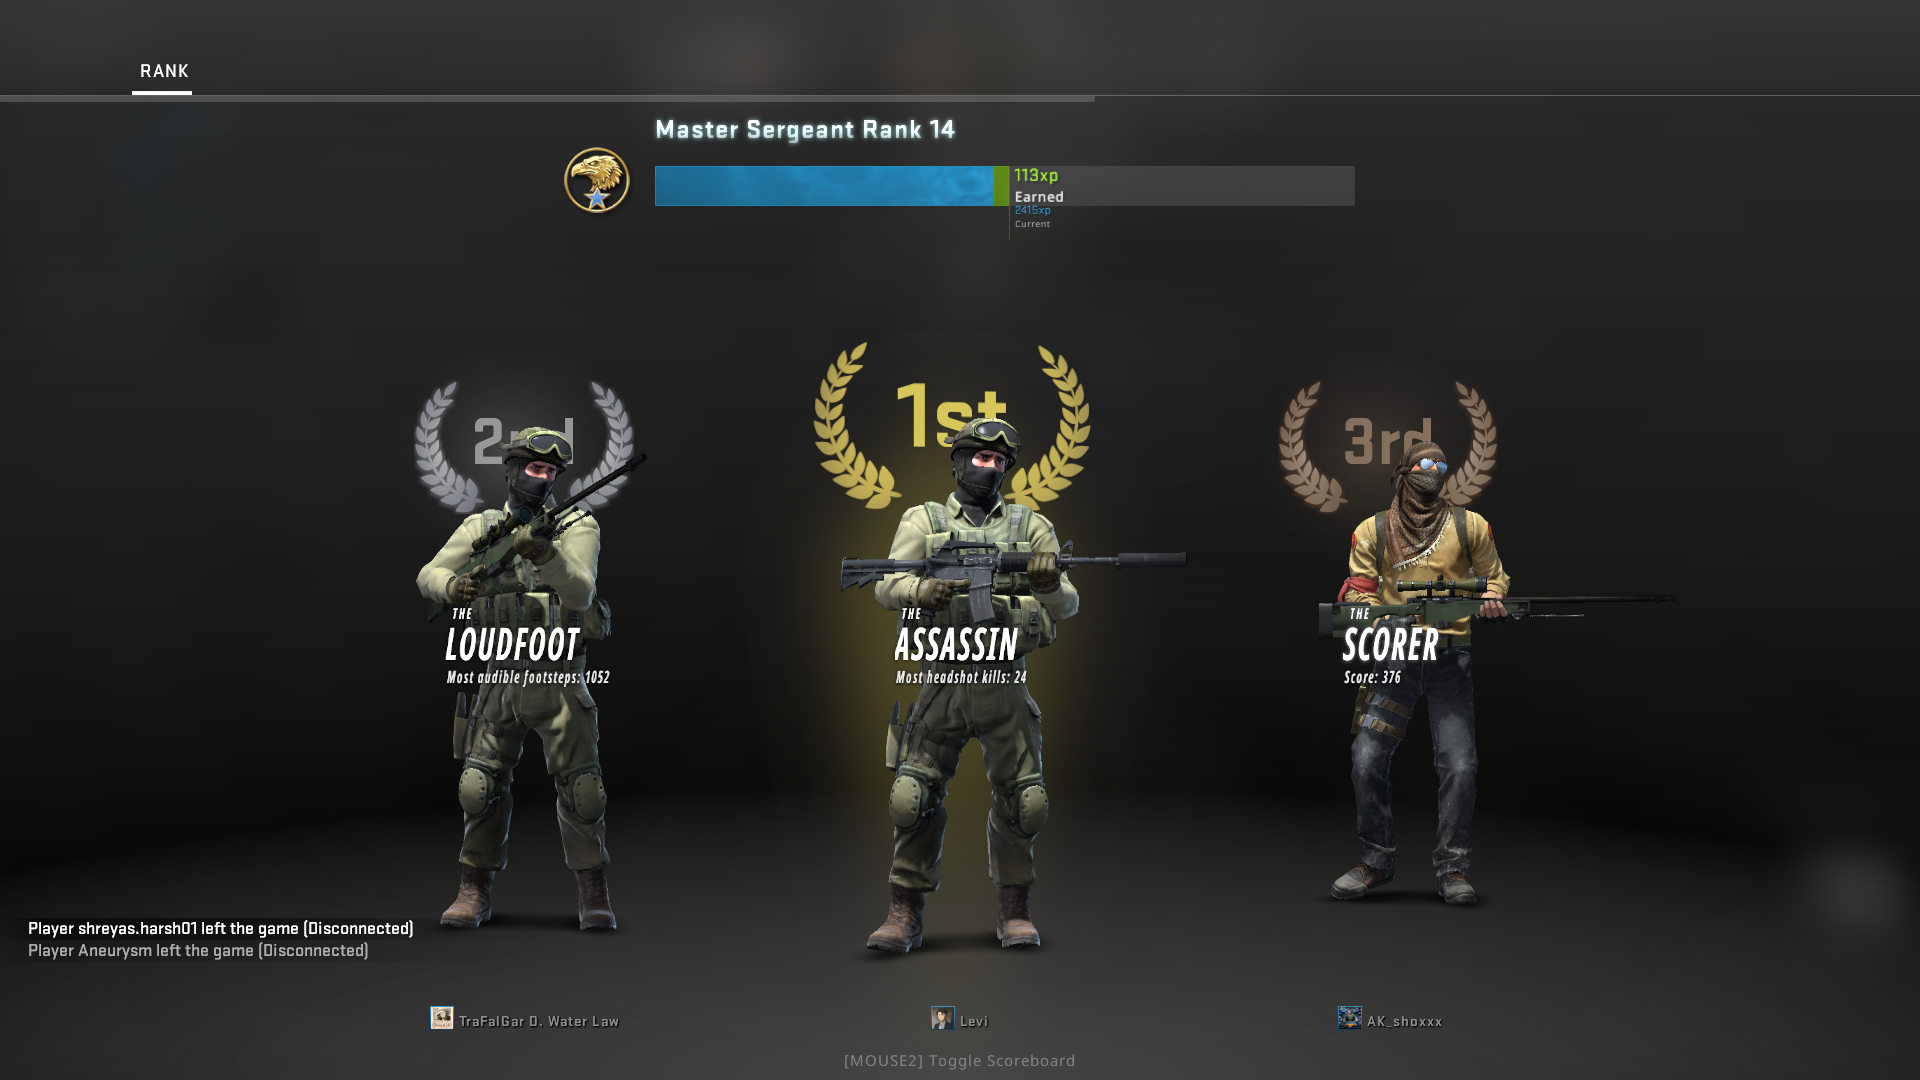 RANK
Master Sergeant Rank 14
113xp
Earned
2415xp
Current
2nd
1st
3rd
THE
LOUDFOOT
Most audible footsteps: 1052
THE
ASSASSIN
Most headshot kills: 24
THE
SCORER
Score: 376
Player shreyas.harsh01 left the game (Disconnected)
Player Aneurysm left the game (Disconnected)
TraFalGar D. Water Law
Levi
AK_shoxxx
[MOUSE2] Toggle Scoreboard